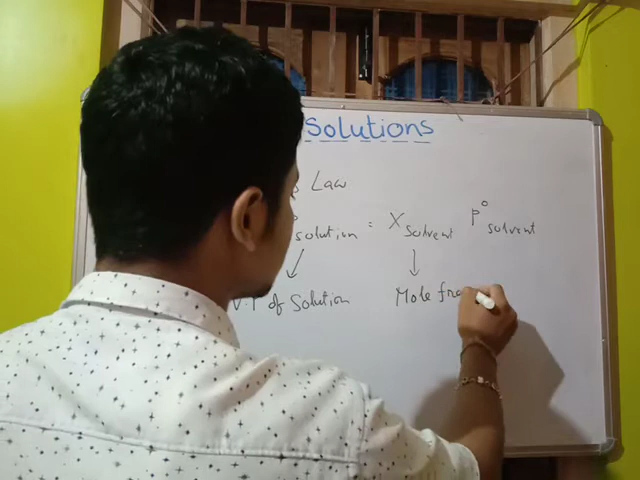 Solutions
Law
solution = X solvent P° solvent
V.P of Solution Mole fra